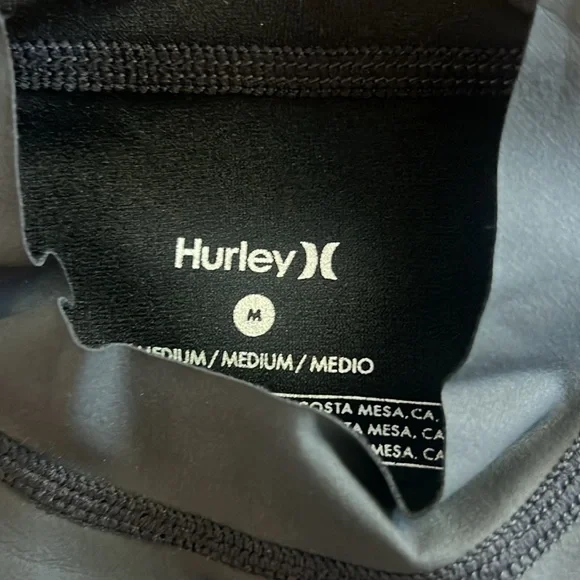 Hurley
M
MEDIUM / MEDIUM / MEDIO
COSTA MESA, CA.
MESA, CA
MESA, CA